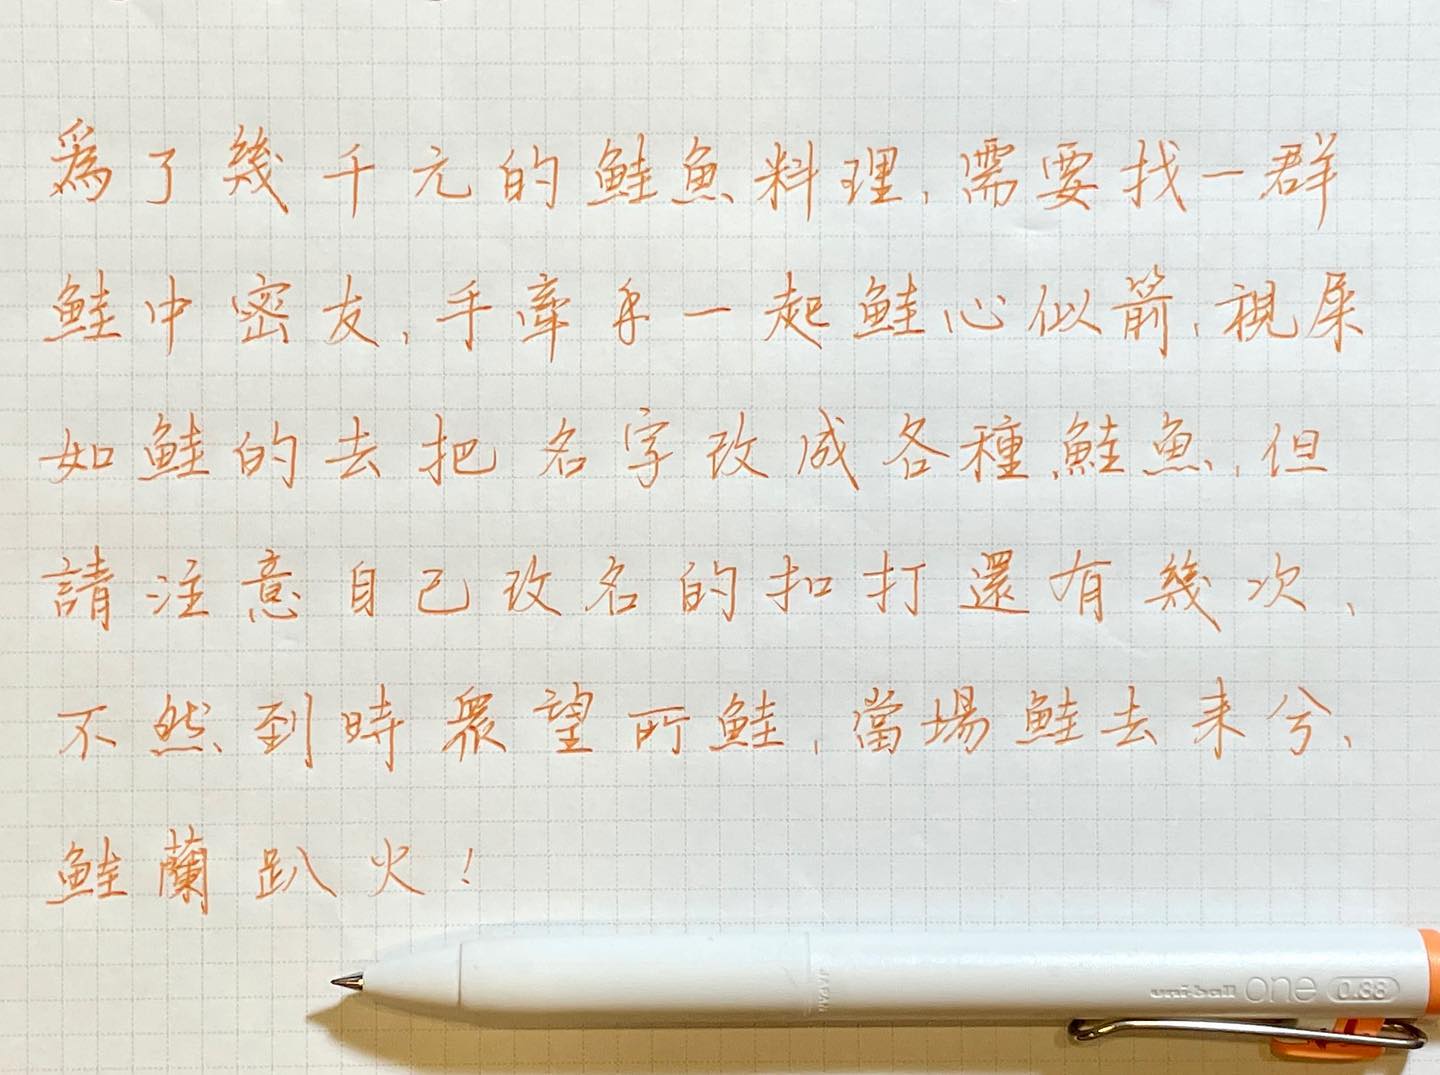 為了幾千元的鮭魚料理，需要找一群
鮭中密友，手牽手一起鮭心似箭，視屎
如鮭的去把名字改成各種鮭魚，但
請注意自己改名的扣打還有幾次、
不然到時眾望所鮭，當場鮭去來兮、
鮭蘭趴火！
JAPAN
uni-ball one 0.38